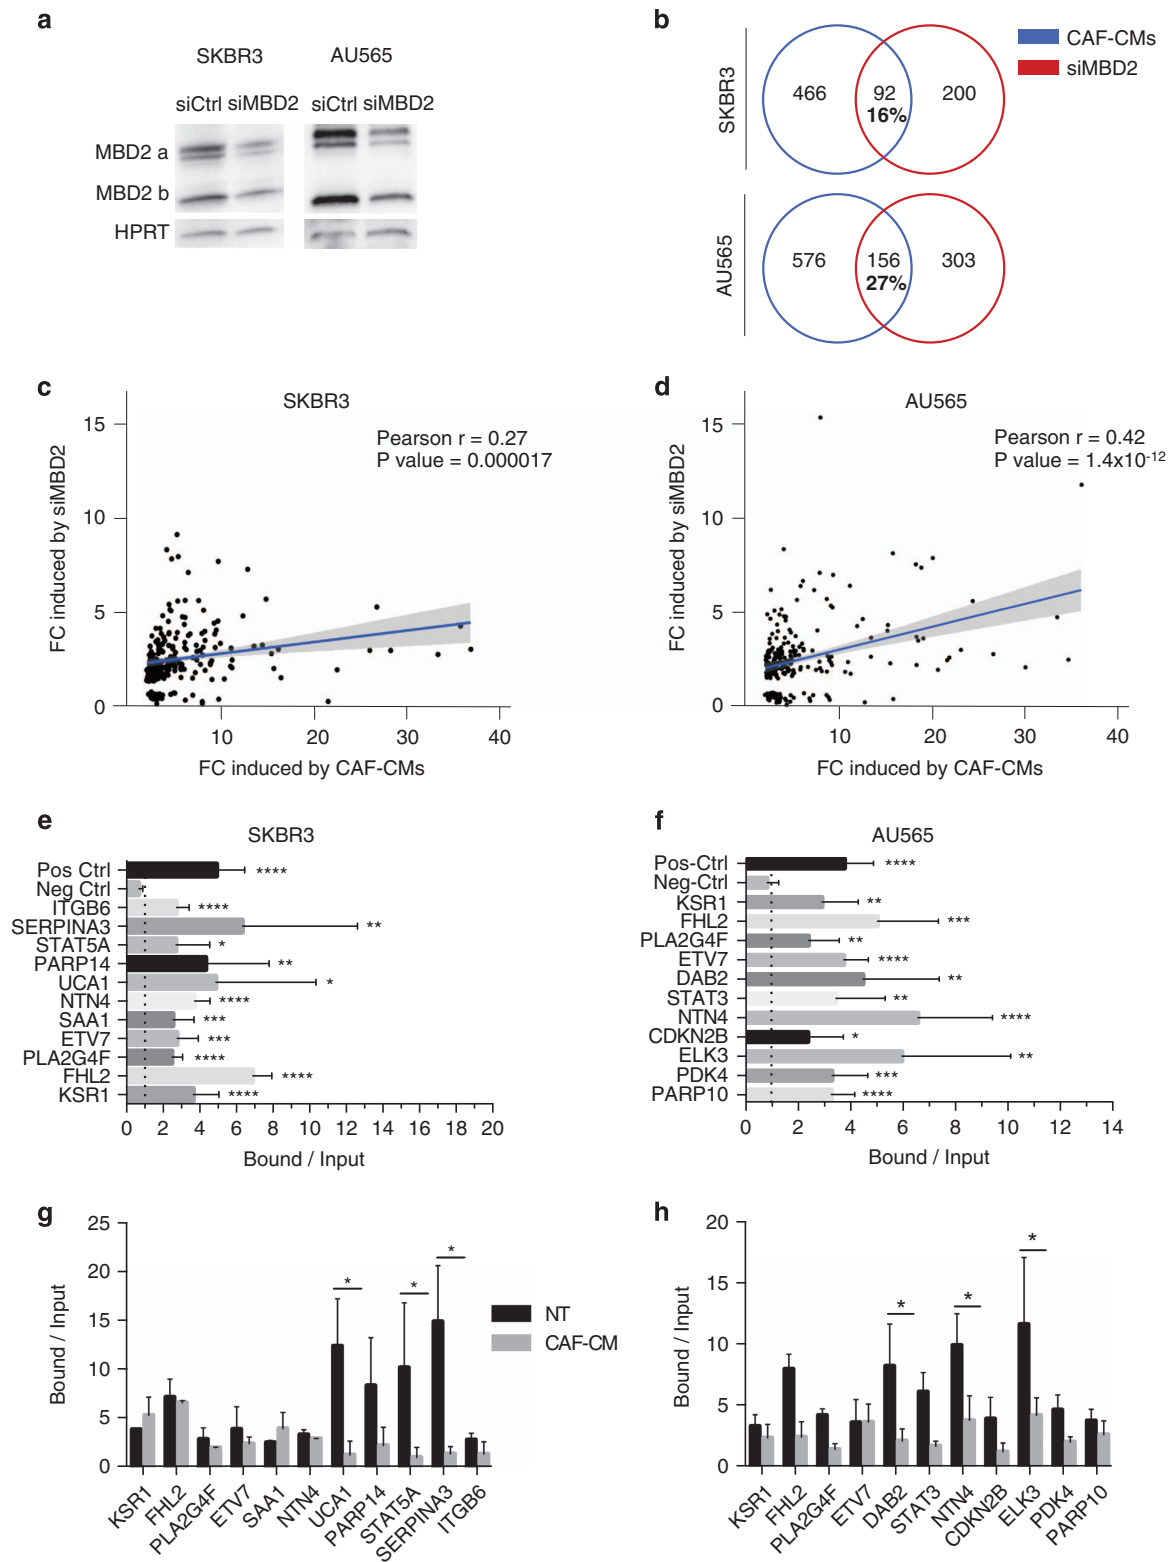 a
SKBR3 AU565
siCtrl siMBD2 siCtrl siMBD2
MBD2 a
MBD2 b
HPRT
b
CAF-CMs
siMBD2
SKBR3
466 92 200
16%
AU565
576 156 303
27%
c
SKBR3
Pearson r = 0.27
P value = 0.000017
FC induced by siMBD2
15
10
5
0
10 20 30 40
FC induced by CAF-CMs
d
AU565
Pearson r = 0.42
P value = 1.4x10-12
FC induced by siMBD2
15
10
5
0
10 20 30 40
FC induced by CAF-CMs
e
SKBR3
Pos Ctrl ****
Neg Ctrl
ITGB6 ****
SERPINA3 **
STAT5A *
PARP14 **
UCA1 *
NTN4 ****
SAA1 ***
ETV7 ***
PLA2G4F ****
FHL2 ****
KSR1 ****
0 2 4 6 8 10 12 14 16 18 20
Bound / Input
f
AU565
Pos-Ctrl ****
Neg-Ctrl
KSR1 **
FHL2 ***
PLA2G4F **
ETV7 ****
DAB2 **
STAT3 **
NTN4 ****
CDKN2B *
ELK3 **
PDK4 ***
PARP10 ****
0 2 4 6 8 10 12 14
Bound / Input
g
Bound / Input
25
20
15
10
5
0
* * *
NT
CAF-CM
KSR1 FHL2 PLA2G4F ETV7 SAA1 NTN4 UCA1 PARP14 STAT5A SERPINA3 ITGB6
h
Bound / Input
20
15
10
5
0
* * *
KSR1 FHL2 PLA2G4F ETV7 DAB2 STAT3 NTN4 CDKN2B ELK3 PDK4 PARP10